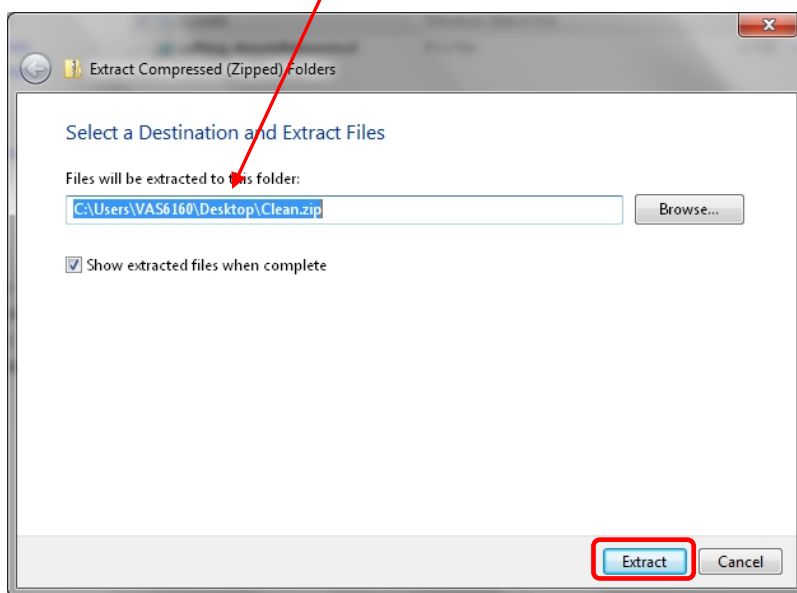 Extract Compressed (Zipped) Folders
Select a Destination and Extract Files
Files will be extracted to this folder:
C:\Users\VAS6160\Desktop\Clean.zip
Browse...
Show extracted files when complete
Extract
Cancel